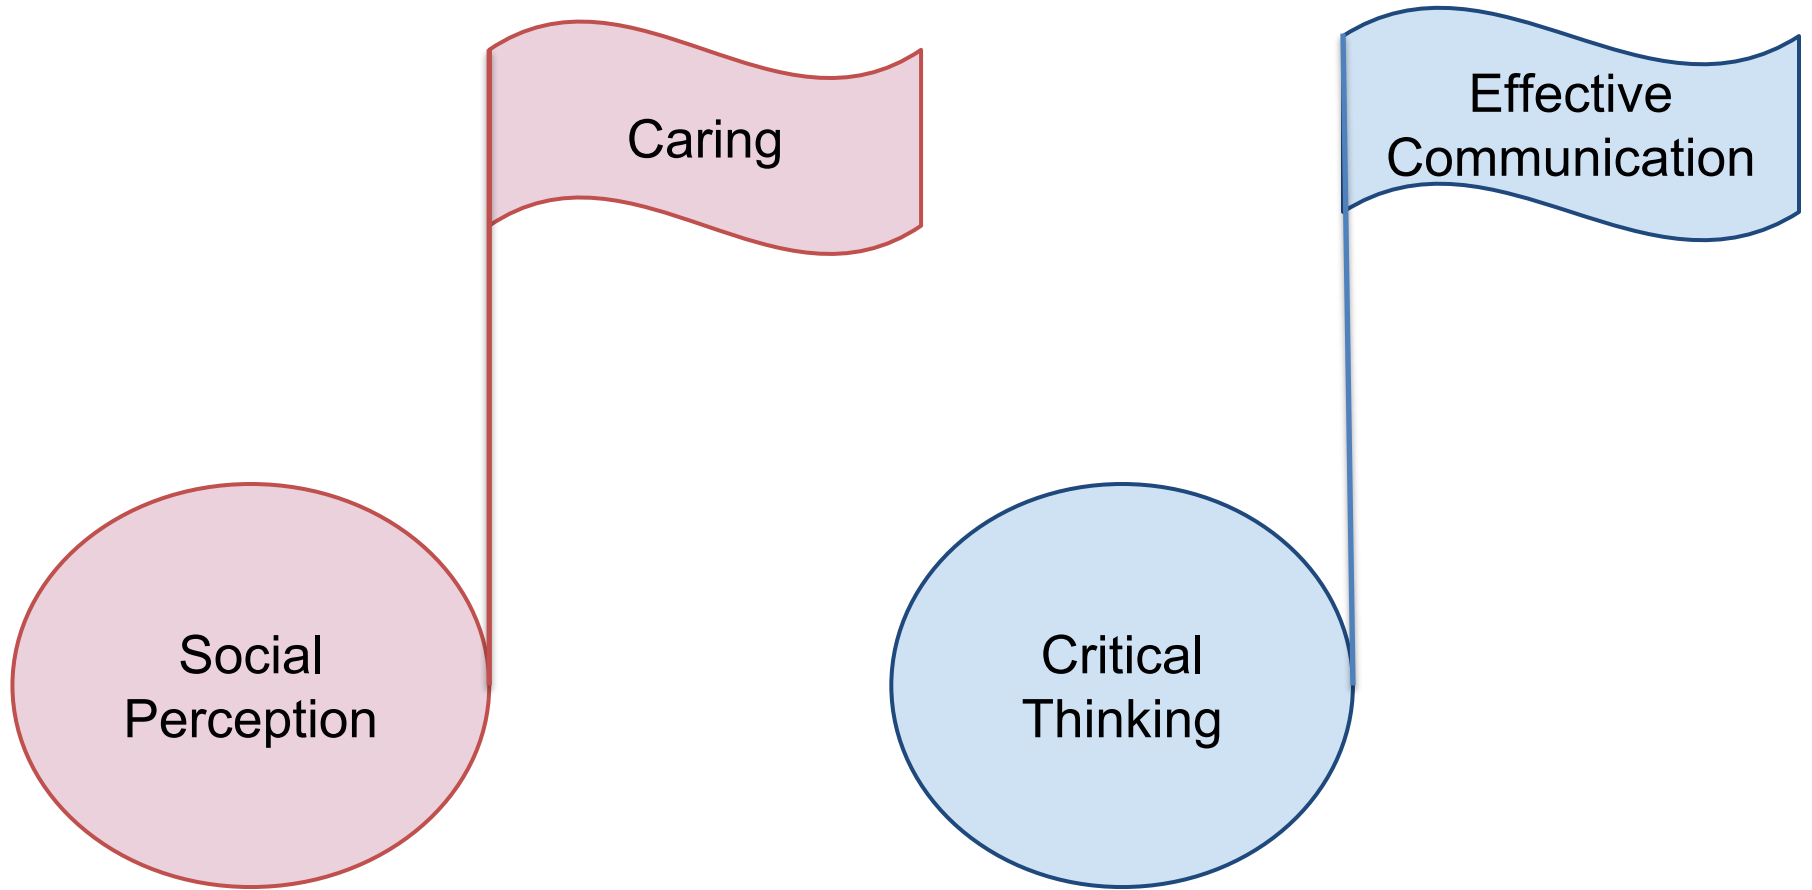 Caring
Effective
Communication
Social
Perception
Critical
Thinking